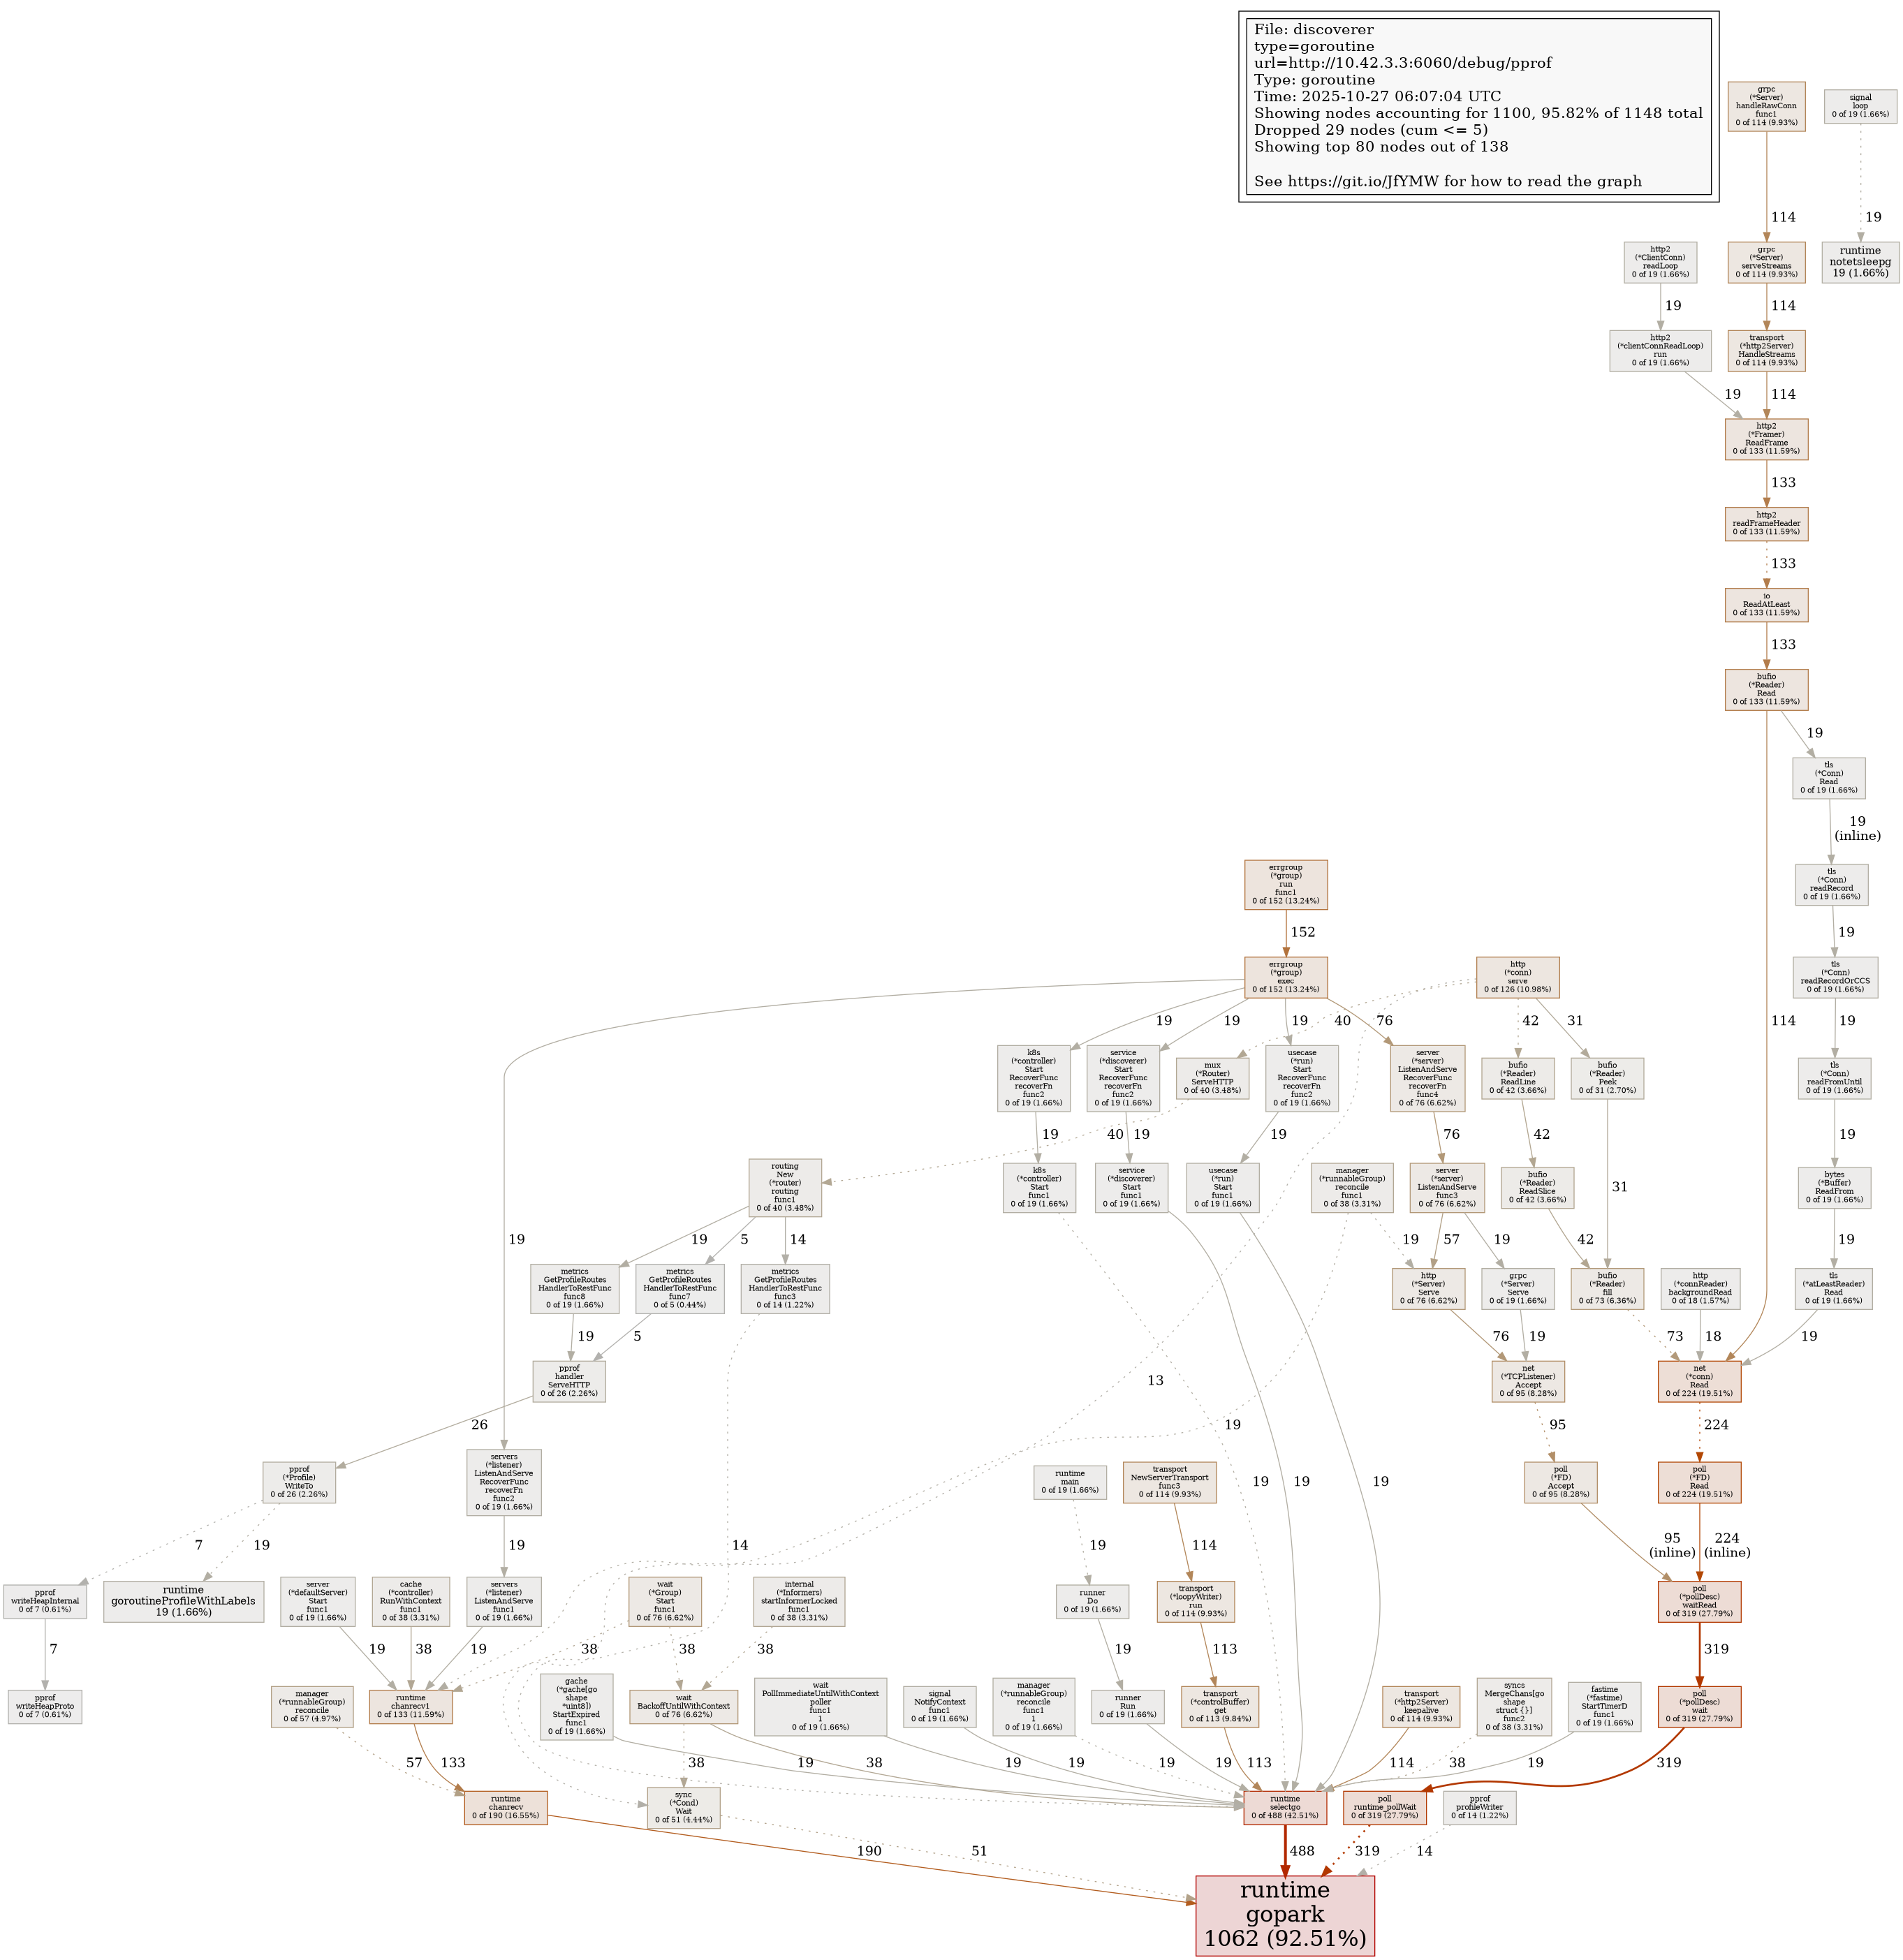 File: discoverer
type=goroutine
url=http://10.42.3.3:6060/debug/pprof
Type: goroutine
Time: 2025-10-27 06:07:04 UTC
Showing nodes accounting for 1100, 95.82% of 1148 total
Dropped 29 nodes (cum <= 5)
Showing top 80 nodes out of 138
See https://git.io/JfYMW for how to read the graph
grpc
(*Server)
handleRawConn
func1
0 of 114 (9.93%)
signal
loop
0 of 19 (1.66%)
114
19
http2
(*ClientConn)
readLoop
0 of 19 (1.66%)
grpc
(*Server)
serveStreams
0 of 114 (9.93%)
runtime
notetsleepg
19 (1.66%)
19
114
http2
(*clientConnReadLoop)
run
0 of 19 (1.66%)
transport
(*http2Server)
HandleStreams
0 of 114 (9.93%)
19
114
http2
(*Framer)
ReadFrame
0 of 133 (11.59%)
133
http2
readFrameHeader
0 of 133 (11.59%)
133
io
ReadAtLeast
0 of 133 (11.59%)
133
bufio
(*Reader)
Read
0 of 133 (11.59%)
19
tls
(*Conn)
Read
0 of 19 (1.66%)
19
(inline)
errgroup
(*group)
run
func1
0 of 152 (13.24%)
tls
(*Conn)
readRecord
0 of 19 (1.66%)
152
19
errgroup
(*group)
exec
0 of 152 (13.24%)
http
(*conn)
serve
0 of 126 (10.98%)
tls
(*Conn)
readRecordOrCCS
0 of 19 (1.66%)
19
19
19
19
40
76
42
31
114
19
k8s
(*controller)
Start
RecoverFunc
recoverFn
func2
0 of 19 (1.66%)
service
(*discoverer)
Start
RecoverFunc
recoverFn
func2
0 of 19 (1.66%)
mux
(*Router)
ServeHTTP
0 of 40 (3.48%)
usecase
(*run)
Start
RecoverFunc
recoverFn
func2
0 of 19 (1.66%)
server
(*server)
ListenAndServe
RecoverFunc
recoverFn
func4
0 of 76 (6.62%)
bufio
(*Reader)
ReadLine
0 of 42 (3.66%)
bufio
(*Reader)
Peek
0 of 31 (2.70%)
tls
(*Conn)
readFromUntil
0 of 19 (1.66%)
19
19
40
19
76
42
31
19
routing
New
(*router)
routing
func1
0 of 40 (3.48%)
k8s
(*controller)
Start
func1
0 of 19 (1.66%)
service
(*discoverer)
Start
func1
0 of 19 (1.66%)
usecase
(*run)
Start
func1
0 of 19 (1.66%)
manager
(*runnableGroup)
reconcile
func1
0 of 38 (3.31%)
server
(*server)
ListenAndServe
func3
0 of 76 (6.62%)
bufio
(*Reader)
ReadSlice
0 of 42 (3.66%)
bytes
(*Buffer)
ReadFrom
0 of 19 (1.66%)
19
5
14
19
57
19
42
19
metrics
GetProfileRoutes
HandlerToRestFunc
func8
0 of 19 (1.66%)
metrics
GetProfileRoutes
HandlerToRestFunc
func7
0 of 5 (0.44%)
metrics
GetProfileRoutes
HandlerToRestFunc
func3
0 of 14 (1.22%)
http
(*Server)
Serve
0 of 76 (6.62%)
grpc
(*Server)
Serve
0 of 19 (1.66%)
bufio
(*Reader)
fill
0 of 73 (6.36%)
http
(*connReader)
backgroundRead
0 of 18 (1.57%)
tls
(*atLeastReader)
Read
0 of 19 (1.66%)
19
5
76
19
73
18
19
pprof
handler
ServeHTTP
0 of 26 (2.26%)
13
net
(*TCPListener)
Accept
0 of 95 (8.28%)
net
(*conn)
Read
0 of 224 (19.51%)
26
19
95
224
servers
(*listener)
ListenAndServe
RecoverFunc
recoverFn
func2
0 of 19 (1.66%)
pprof
(*Profile)
WriteTo
0 of 26 (2.26%)
runtime
main
0 of 19 (1.66%)
transport
NewServerTransport
func3
0 of 114 (9.93%)
19
19
19
poll
(*FD)
Accept
0 of 95 (8.28%)
poll
(*FD)
Read
0 of 224 (19.51%)
7
19
19
14
19
114
95
(inline)
224
(inline)
pprof
writeHeapInternal
0 of 7 (0.61%)
runtime
goroutineProfileWithLabels
19 (1.66%)
server
(*defaultServer)
Start
func1
0 of 19 (1.66%)
cache
(*controller)
RunWithContext
func1
0 of 38 (3.31%)
servers
(*listener)
ListenAndServe
func1
0 of 19 (1.66%)
wait
(*Group)
Start
func1
0 of 76 (6.62%)
internal
(*Informers)
startInformerLocked
func1
0 of 38 (3.31%)
runner
Do
0 of 19 (1.66%)
transport
(*loopyWriter)
run
0 of 114 (9.93%)
poll
(*pollDesc)
waitRead
0 of 319 (27.79%)
7
19
38
19
38
38
38
19
113
319
pprof
writeHeapProto
0 of 7 (0.61%)
manager
(*runnableGroup)
reconcile
0 of 57 (4.97%)
runtime
chanrecv1
0 of 133 (11.59%)
gache
(*gache[go
shape
*uint8])
StartExpired
func1
0 of 19 (1.66%)
wait
BackoffUntilWithContext
0 of 76 (6.62%)
wait
PollImmediateUntilWithContext
poller
func1
1
0 of 19 (1.66%)
signal
NotifyContext
func1
0 of 19 (1.66%)
manager
(*runnableGroup)
reconcile
func1
1
0 of 19 (1.66%)
runner
Run
0 of 19 (1.66%)
transport
(*controlBuffer)
get
0 of 113 (9.84%)
transport
(*http2Server)
keepalive
0 of 114 (9.93%)
syncs
MergeChans[go
shape
struct {}]
func2
0 of 38 (3.31%)
fastime
(*fastime)
StartTimerD
func1
0 of 19 (1.66%)
poll
(*pollDesc)
wait
0 of 319 (27.79%)
57
133
19
38
38
19
19
19
19
113
114
38
19
319
runtime
chanrecv
0 of 190 (16.55%)
sync
(*Cond)
Wait
0 of 51 (4.44%)
runtime
selectgo
0 of 488 (42.51%)
poll
runtime_pollWait
0 of 319 (27.79%)
pprof
profileWriter
0 of 14 (1.22%)
190
51
488
319
14
runtime
gopark
1062 (92.51%)